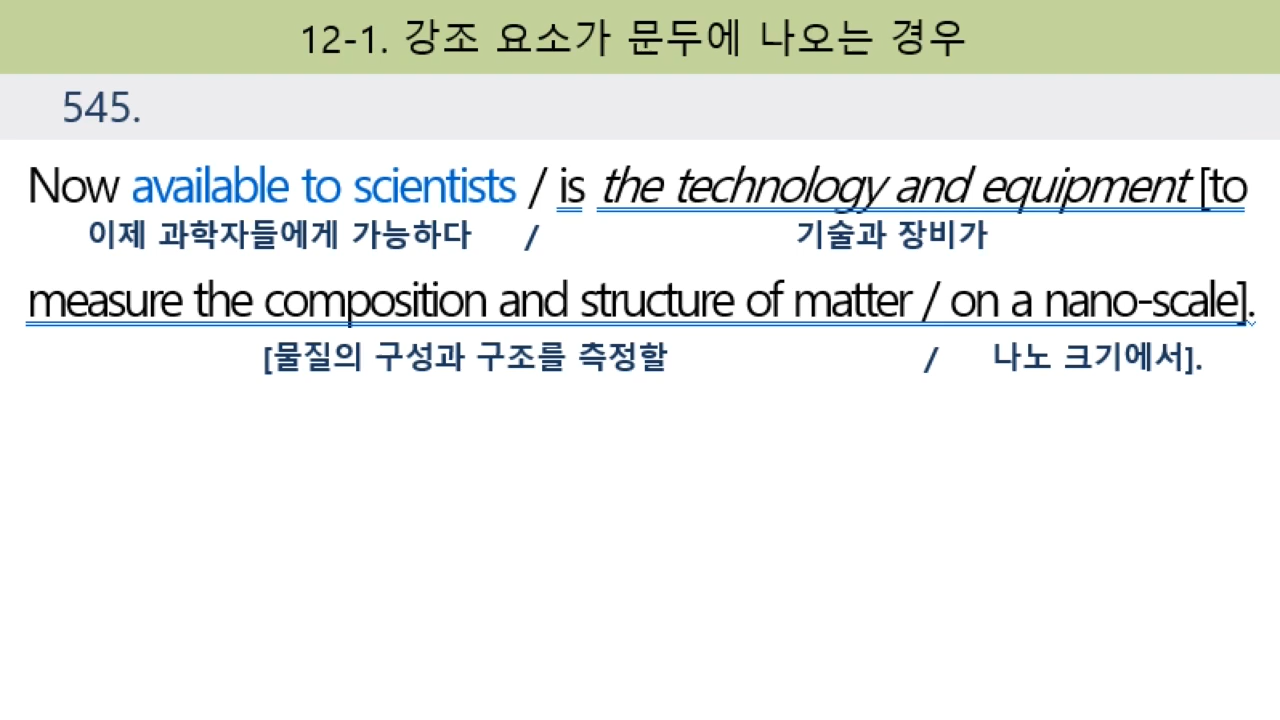 12-1. 강조 요소가 문두에 나오는 경우
545.
Now available to scientists / is the technology and equipment [to
이제 과학자들에게 가능하다 / 기술과 장비가
measure the composition and structure of matter / on a nano-scale].
[물질의 구성과 구조를 측정할 / 나노 크기에서].